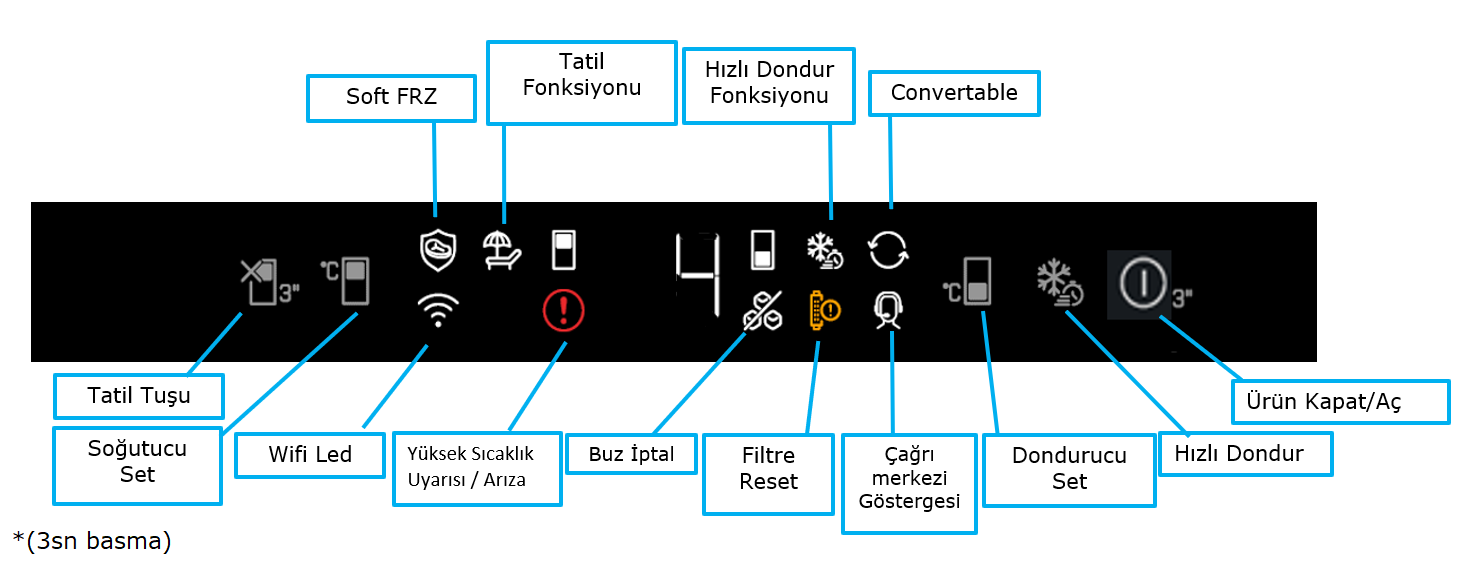 Tatil
Fonksiyonu
Hızlı Dondur
Fonksiyonu
Soft FRZ
Convertable
3"
°C
4
°C
3"
Tatil Tuşu
Soğutucu
Set
Wifi Led
Yüksek Sıcaklık
Uyarısı / Arıza
Buz İptal
Filtre
Reset
Çağrı
merkezi
Göstergesi
Dondurucu
Set
Hızlı Dondur
Ürün Kapat/Aç
*(3sn basma)